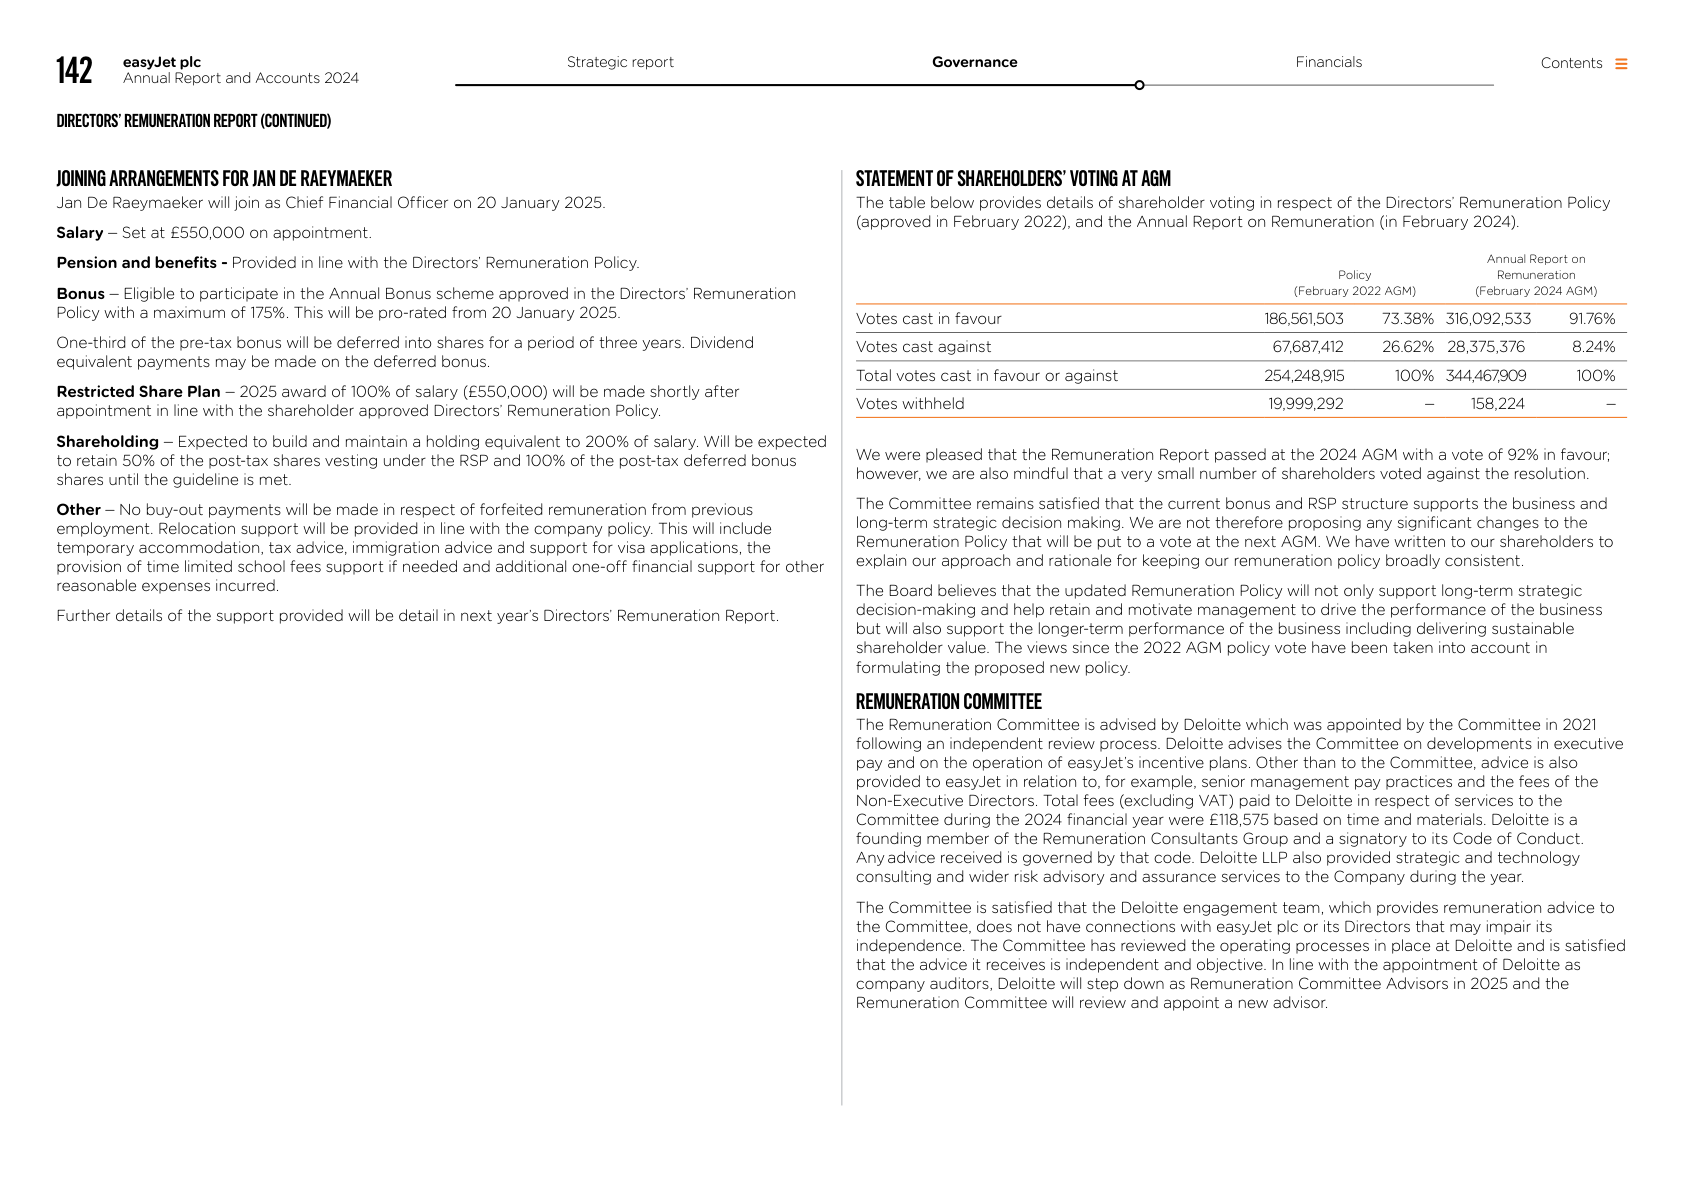 142
easyJet plc
Annual Report and Accounts 2024
Strategic report
Governance
Financials
Contents
DIRECTORS' REMUNERATION REPORT (CONTINUED)
JOINING ARRANGEMENTS FOR JAN DE RAEYMAEKER
Jan De Raeymaeker will join as Chief Financial Officer on 20 January 2025.
Salary – Set at £550,000 on appointment.
Pension and benefits - Provided in line with the Directors' Remuneration Policy.
Bonus – Eligible to participate in the Annual Bonus scheme approved in the Directors' Remuneration
Policy with a maximum of 175%. This will be pro-rated from 20 January 2025.
One-third of the pre-tax bonus will be deferred into shares for a period of three years. Dividend
equivalent payments may be made on the deferred bonus.
Restricted Share Plan – 2025 award of 100% of salary (£550,000) will be made shortly after
appointment in line with the shareholder approved Directors' Remuneration Policy.
Shareholding – Expected to build and maintain a holding equivalent to 200% of salary. Will be expected
to retain 50% of the post-tax shares vesting under the RSP and 100% of the post-tax deferred bonus
shares until the guideline is met.
Other – No buy-out payments will be made in respect of forfeited remuneration from previous
employment. Relocation support will be provided in line with the company policy. This will include
temporary accommodation, tax advice, immigration advice and support for visa applications, the
provision of time limited school fees support if needed and additional one-off financial support for other
reasonable expenses incurred.
Further details of the support provided will be detail in next year's Directors' Remuneration Report.
STATEMENT OF SHAREHOLDERS' VOTING AT AGM
The table below provides details of shareholder voting in respect of the Directors' Remuneration Policy
(approved in February 2022), and the Annual Report on Remuneration (in February 2024).
Policy
(February 2022 AGM)
Annual Report on
Remuneration
(February 2024 AGM)
Votes cast in favour 186,561,503 73.38% 316,092,533 91.76%
Votes cast against 67,687,412 26.62% 28,375,376 8.24%
Total votes cast in favour or against 254,248,915 100% 344,467,909 100%
Votes withheld 19,999,292 – 158,224 –
We were pleased that the Remuneration Report passed at the 2024 AGM with a vote of 92% in favour;
however, we are also mindful that a very small number of shareholders voted against the resolution.
The Committee remains satisfied that the current bonus and RSP structure supports the business and
long-term strategic decision making. We are not therefore proposing any significant changes to the
Remuneration Policy that will be put to a vote at the next AGM. We have written to our shareholders to
explain our approach and rationale for keeping our remuneration policy broadly consistent.
The Board believes that the updated Remuneration Policy will not only support long-term strategic
decision-making and help retain and motivate management to drive the performance of the business
but will also support the longer-term performance of the business including delivering sustainable
shareholder value. The views since the 2022 AGM policy vote have been taken into account in
formulating the proposed new policy.
REMUNERATION COMMITTEE
The Remuneration Committee is advised by Deloitte which was appointed by the Committee in 2021
following an independent review process. Deloitte advises the Committee on developments in executive
pay and on the operation of easyJet's incentive plans. Other than to the Committee, advice is also
provided to easyJet in relation to, for example, senior management pay practices and the fees of the
Non-Executive Directors. Total fees (excluding VAT) paid to Deloitte in respect of services to the
Committee during the 2024 financial year were £118,575 based on time and materials. Deloitte is a
founding member of the Remuneration Consultants Group and a signatory to its Code of Conduct.
Any advice received is governed by that code. Deloitte LLP also provided strategic and technology
consulting and wider risk advisory and assurance services to the Company during the year.
The Committee is satisfied that the Deloitte engagement team, which provides remuneration advice to
the Committee, does not have connections with easyJet plc or its Directors that may impair its
independence. The Committee has reviewed the operating processes in place at Deloitte and is satisfied
that the advice it receives is independent and objective. In line with the appointment of Deloitte as
company auditors, Deloitte will step down as Remuneration Committee Advisors in 2025 and the
Remuneration Committee will review and appoint a new advisor.